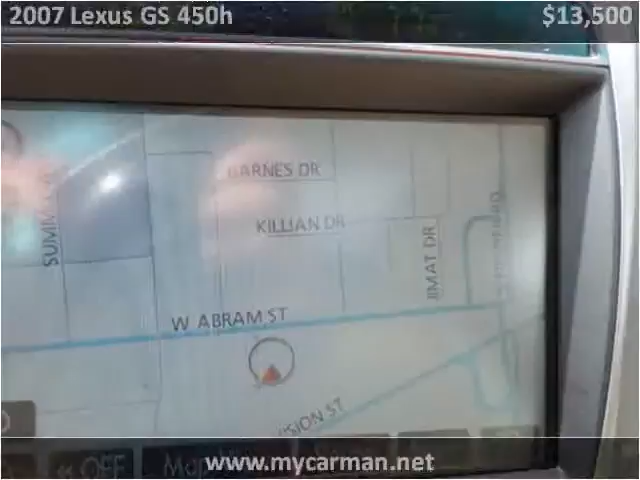 2007 Lexus GS 450h $13,500
BARNES DR
KILLIAN DR
JIMAT DR
W ABRAM ST
ISION ST
OFF
www.mycarman.net